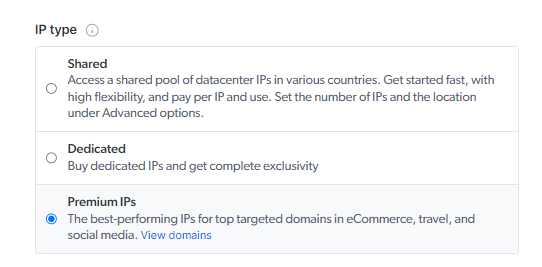 IP type
Shared
Access a shared pool of datacenter IPs in various countries. Get started fast, with
high flexibility, and pay per IP and use. Set the number of IPs and the location
under Advanced options.
Dedicated
Buy dedicated IPs and get complete exclusivity
Premium IPs
The best-performing IPs for top targeted domains in eCommerce, travel, and
social media. View domains